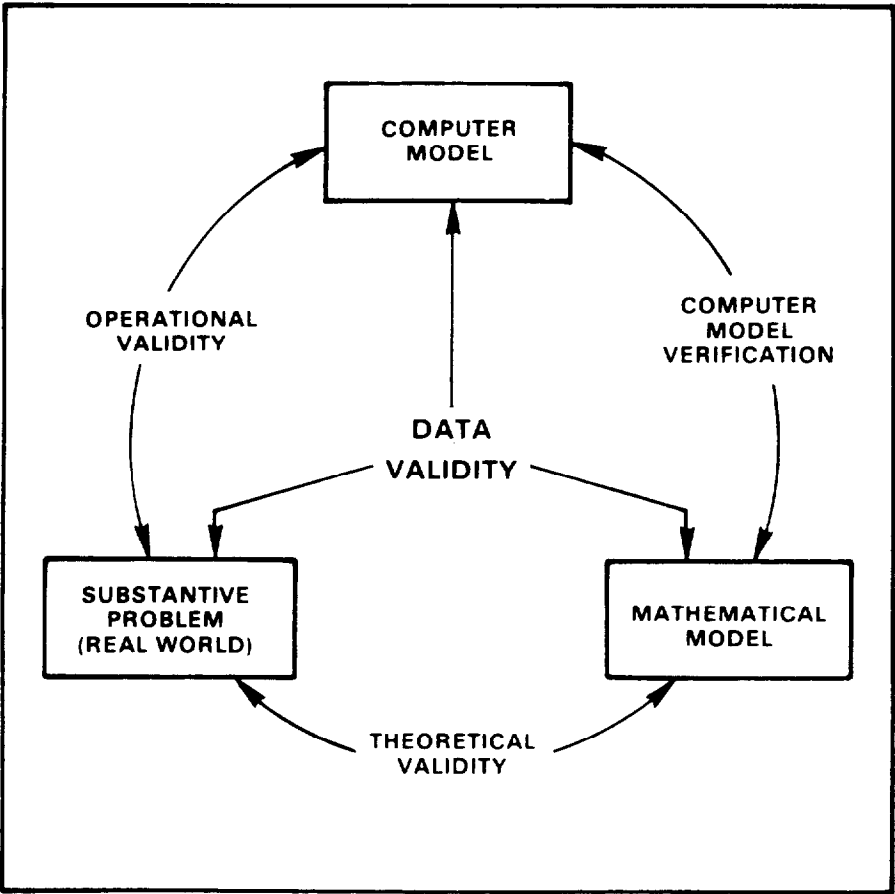 COMPUTER
MODEL
OPERATIONAL
VALIDITY
COMPUTER
MODEL
VERIFICATION
DATA
VALIDITY
SUBSTANTIVE
PROBLEM
(REAL WORLD)
MATHEMATICAL
MODEL
THEORETICAL
VALIDITY